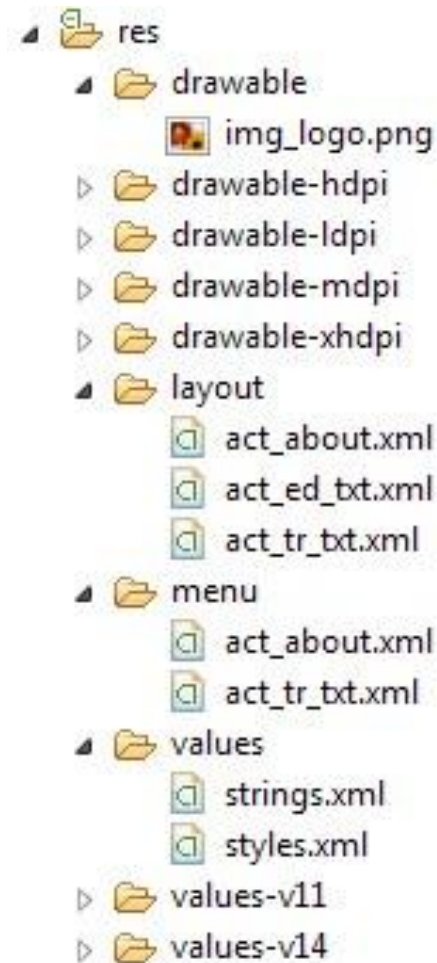 res
drawable
img_logo.png
drawable-hdpi
drawable-ldpi
drawable-mdpi
drawable-xhdpi
layout
act_about.xml
act_ed_txt.xml
act_tr_txt.xml
menu
act_about.xml
act_tr_txt.xml
values
strings.xml
styles.xml
values-v11
values-v14